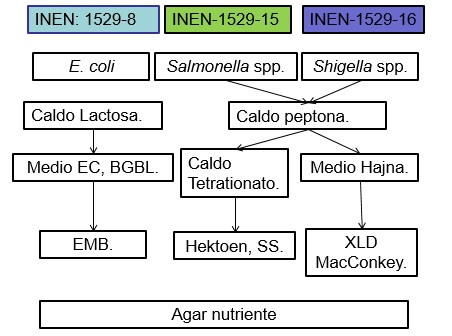 INEN: 1529-8
INEN-1529-15
INEN-1529-16
E. coli
Salmonella spp.
Shigella spp.
Caldo Lactosa.
Caldo peptona.
Medio EC, BGBL.
Caldo
Tetrationato.
Medio Hajna.
EMB.
Hektoen, SS.
XLD
MacConkey.
Agar nutriente